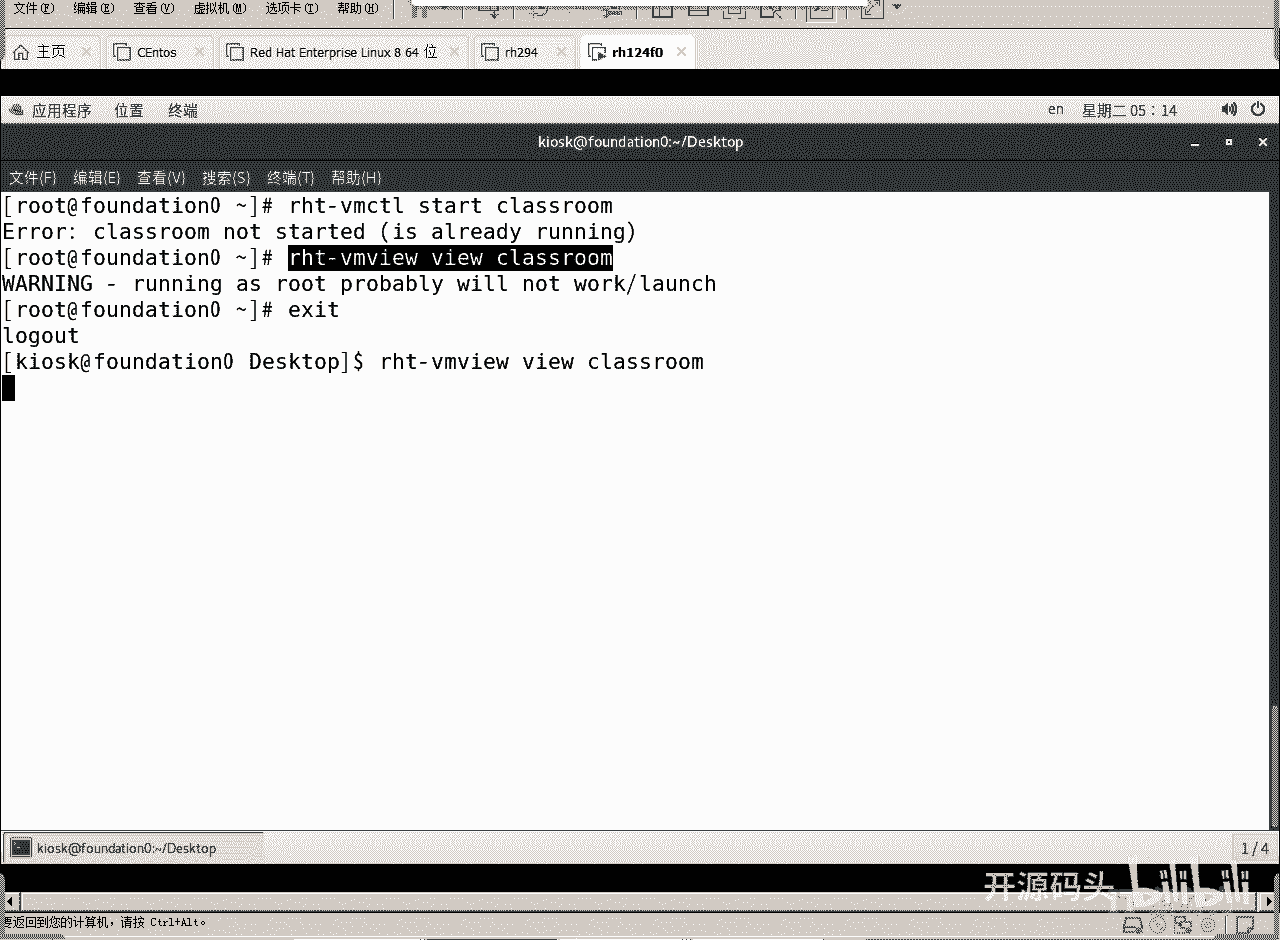 文件(F) 编辑(E) 查看(V) 虚拟机(M) 选项卡(T) 帮助(H)
主页 CEntos Red Hat Enterprise Linux 8 64 位 rh294 rh124f0
应用程序 位置 终端 en 星期二 05：14
kiosk@foundation0:~/Desktop
文件(F) 编辑(E) 查看(V) 搜索(S) 终端(T) 帮助(H)
[root@foundation0 ~]# rht-vmctl start classroom
Error: classroom not started (is already running)
[root@foundation0 ~]# rht-vmview view classroom
WARNING - running as root probably will not work/launch
[root@foundation0 ~]# exit
logout
[kiosk@foundation0 Desktop]$ rht-vmview view classroom
kiosk@foundation0:~/Desktop 1/4
开源码头 bilibili
要返回到您的计算机，请按 Ctrl+Alt。